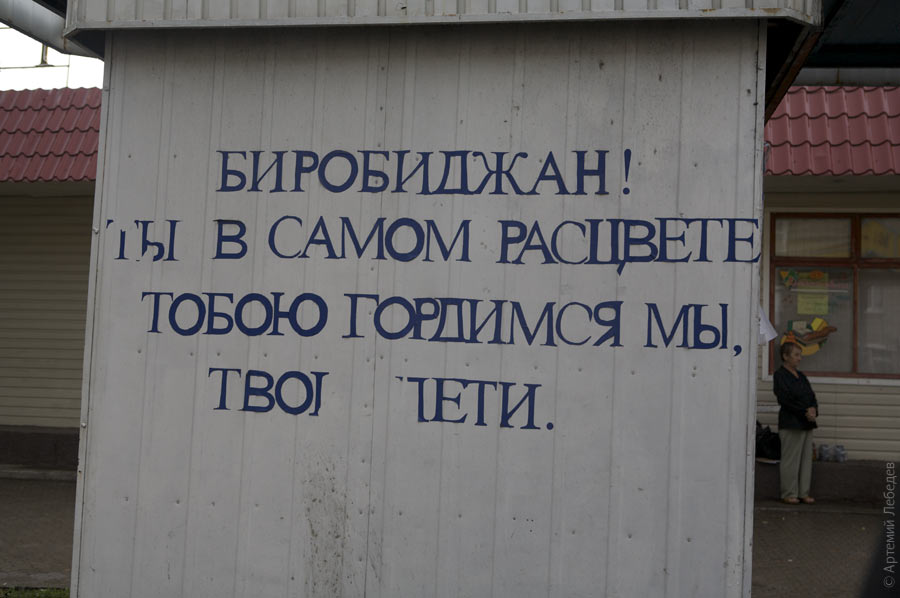 БИРОБИДЖАН!
ТЫ В САМОМ РАСЦВЕТЕ
ТОБОЮ ГОРДИМСЯ МЫ,
ТВОИ ДЕТИ.
© Артемий Лебедев